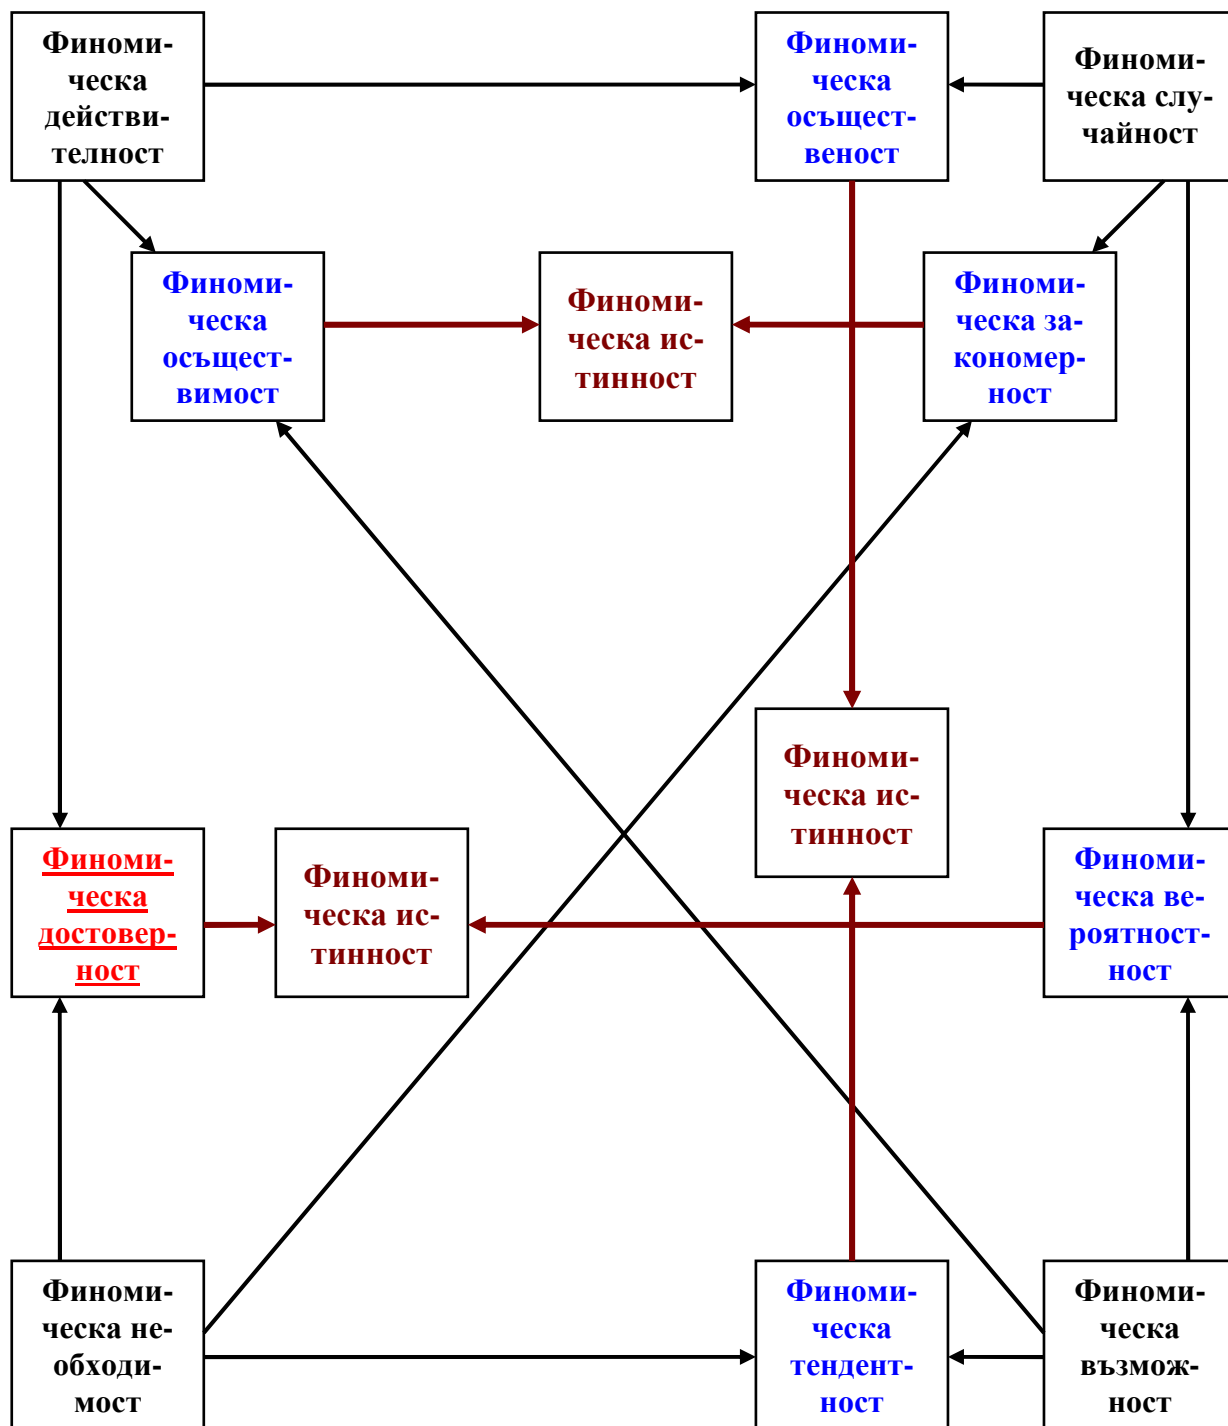 Финоми-
ческа
действи-
телност
Финоми-
ческа
осъщест-
веност
Финоми-
ческа слу-
чайност
Финоми-
ческа
осъщест-
вимост
Финоми-
ческа ис-
тинност
Финоми-
ческа за-
кономер-
ност
Финоми-
ческа ис-
тинност
Финоми-
ческа
достовер-
ност
Финоми-
ческа ис-
тинност
Финоми-
ческа ве-
роятност-
ност
Финоми-
ческа не-
обходи-
мост
Финоми-
ческа
тендент-
ност
Финоми-
ческа
възмож-
ност